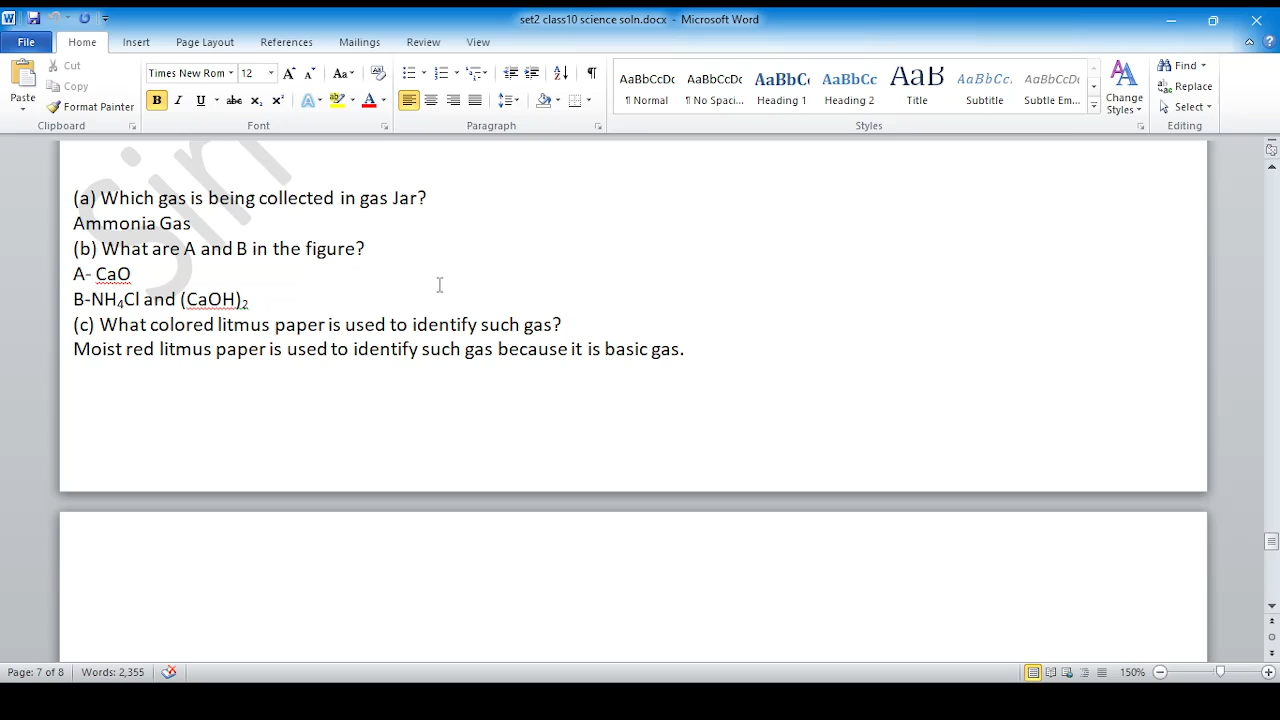 set2 class10 science soln.docx - Microsoft Word
File Home Insert Page Layout References Mailings Review View
Paste
Cut
Copy
Format Painter
Clipboard
Times New Rom 12
Font
Paragraph
AaBbCcDc AaBbCcDc AaBbC AaBbCc AaB AaBbCc. AaBbCcDc
¶ Normal ¶ No Spaci... Heading 1 Heading 2 Title Subtitle Subtle Em...
Change Styles
Styles
Find
Replace
Select
Editing
(a) Which gas is being collected in gas Jar?
Ammonia Gas
(b) What are A and B in the figure?
A- CaO
B-NH₄Cl and (CaOH)₂
(c) What colored litmus paper is used to identify such gas?
Moist red litmus paper is used to identify such gas because it is basic gas.
Page: 7 of 8 Words: 2,355 150%